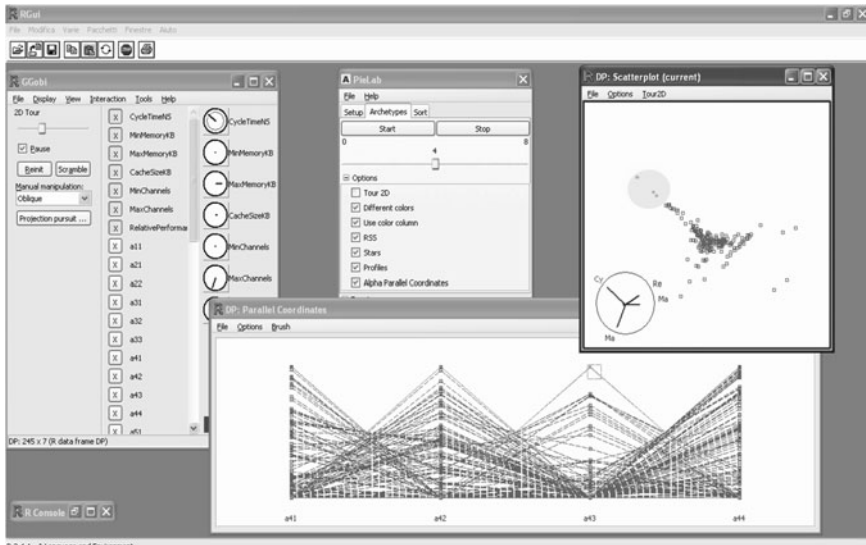 RGui
File Modifica Varie Pacchetti Finestre Aiuto
STOP
GGobi
File Display View Interaction Tools Help
2D Tour
Pause
Reinit Scramble
Manual manipulation:
Oblique
Projection pursuit ...
X CycleTimeNS
X MinMemoryKB
X MaxMemoryKB
X CacheSizeKB
X MinChannels
X MaxChannels
X RelativePerforma
X a11
X a21
X a22
X a31
X a32
X a33
X a41
X a42
X a43
X a44
X a51
CycleTimeNS
MinMemoryKB
MaxMemoryKB
CacheSizeKB
MinChannels
MaxChannels
DP: 245 x 7 (R data frame DP)
PieLab
File Help
Setup Archetypes Sort
Start Stop
0 8
4
Options
Tour 2D
Different colors
Use color column
RSS
Stars
Profiles
Alpha Parallel Coordinates
DP: Scatterplot (current)
File Options Tour2D
Cy
Re
Ma
Ma
DP: Parallel Coordinates
File Options Brush
a41 a42 a43 a44
R Console